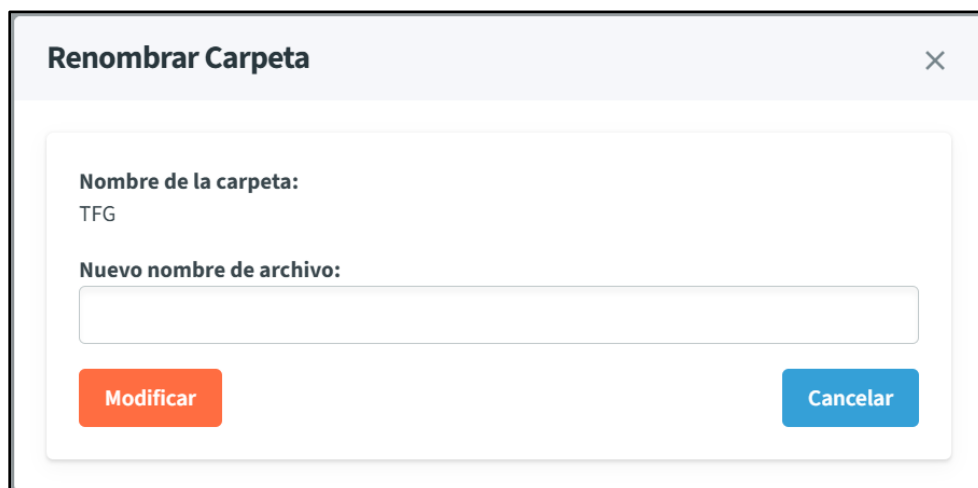 Renombrar Carpeta
Nombre de la carpeta:
TFG
Nuevo nombre de archivo:
Modificar
Cancelar